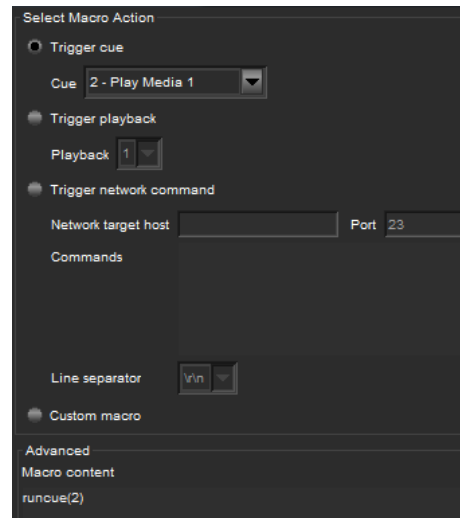 Select Macro Action
Trigger cue
Cue 2 - Play Media 1
Trigger playback
Playback 1
Trigger network command
Network target host Port 23
Commands
Line separator \r\n
Custom macro
Advanced
Macro content
runcue(2)